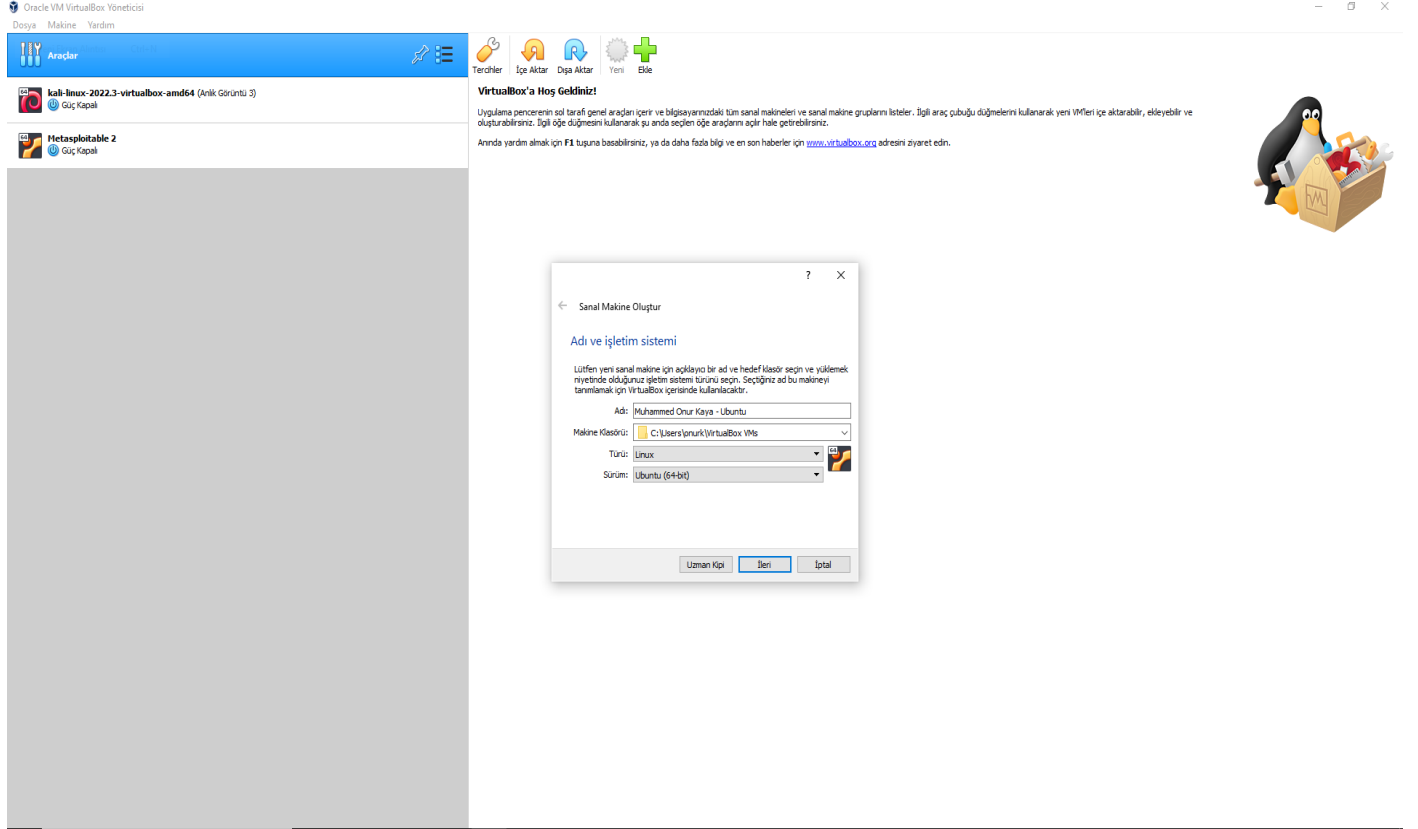 Oracle VM VirtualBox Yöneticisi
Dosya Makine Yardım
Araçlar
Tercihler İçe Aktar Dışa Aktar Yeni Ekle
64 kali-linux-2022.3-virtualbox-amd64 (Anlık Görüntü 3)
Güç Kapalı
64 Metasploitable 2
Güç Kapalı
VirtualBox'a Hoş Geldiniz!
Uygulama pencerenin sol tarafı genel araçları içerir ve bilgisayarınızdaki tüm sanal makineleri ve sanal makine gruplarını listeler. İlgili araç çubuğu düğmelerini kullanarak yeni VM'leri içe aktarabilir, ekleyebilir ve
oluşturabilirsiniz. İlgili öğe düğmesini kullanarak şu anda seçilen öğe araçlarını açılır hale getirebilirsiniz.
Anında yardım almak için F1 tuşuna basabilirsiniz, ya da daha fazla bilgi ve en son haberler için www.virtualbox.org adresini ziyaret edin.
?
Sanal Makine Oluştur
Adı ve işletim sistemi
Lütfen yeni sanal makine için açıklayıcı bir ad ve hedef klasör seçin ve yüklemek
niyetinde olduğunuz işletim sistemi türünü seçin. Seçtiğiniz ad bu makineyi
tanımlamak için VirtualBox içerisinde kullanılacaktır.
Adı: Muhammed Onur Kaya - Ubuntu
Makine Klasörü: C:\Users\pnurk\VirtualBox VMs
Türü: Linux 64
Sürüm: Ubuntu (64-bit)
Uzman Kipi İleri İptal